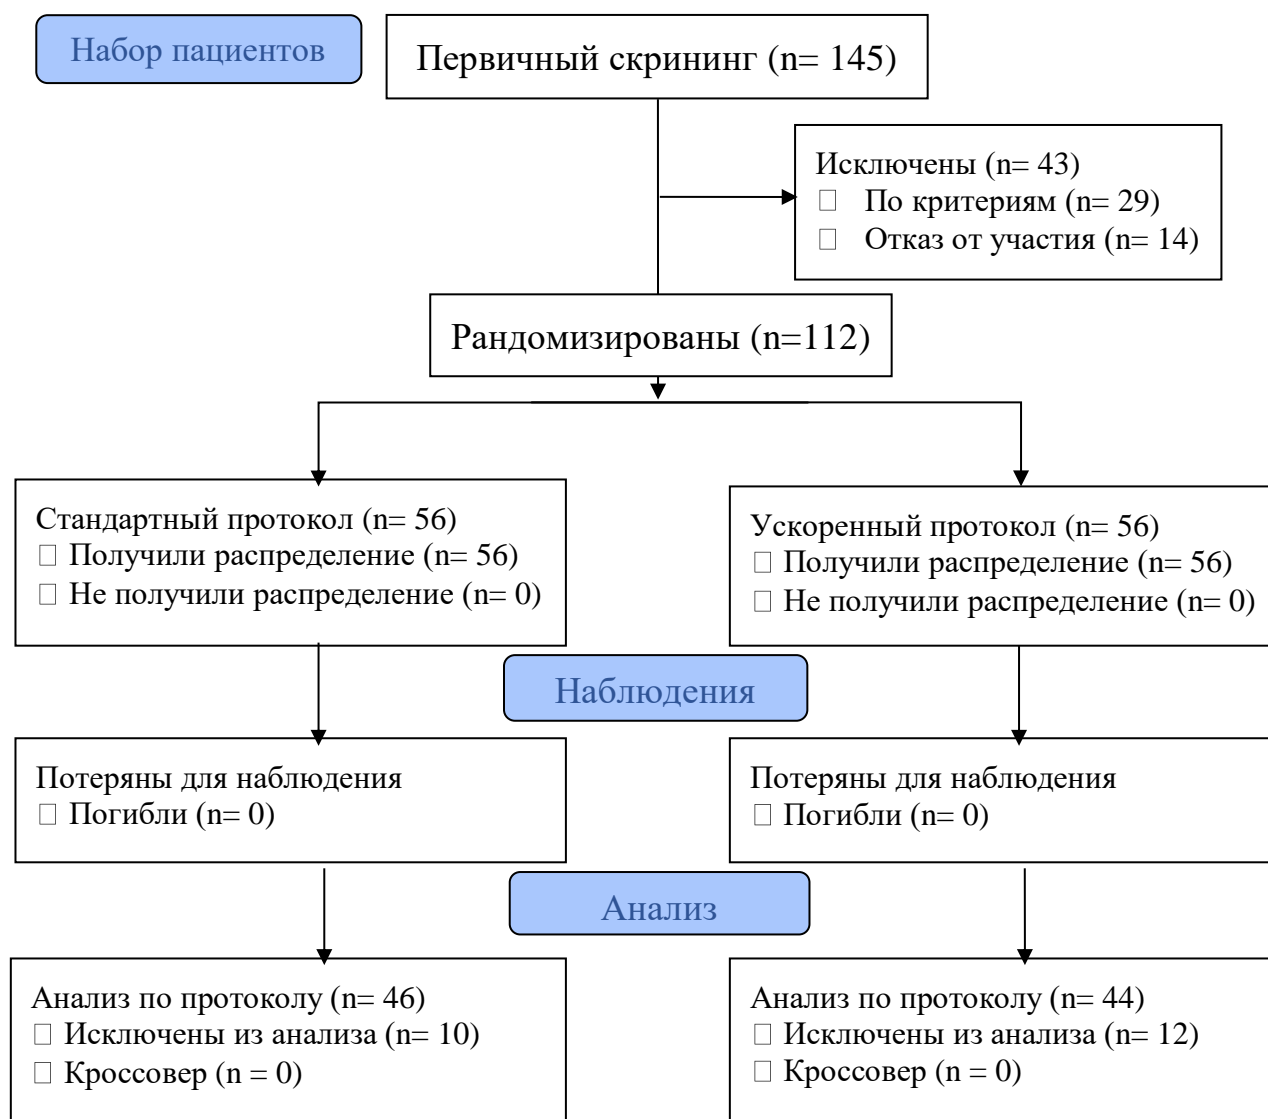 Набор пациентов
Первичный скрининг (n= 145)
Исключены (n= 43)
По критериям (n= 29)
Отказ от участия (n= 14)
Рандомизированы (n=112)
Стандартный протокол (n= 56)
Получили распределение (n= 56)
Не получили распределение (n= 0)
Ускоренный протокол (n= 56)
Получили распределение (n= 56)
Не получили распределение (n= 0)
Наблюдения
Потеряны для наблюдения
Погибли (n= 0)
Потеряны для наблюдения
Погибли (n= 0)
Анализ
Анализ по протоколу (n= 46)
Исключены из анализа (n= 10)
Кроссовер (n = 0)
Анализ по протоколу (n= 44)
Исключены из анализа (n= 12)
Кроссовер (n = 0)